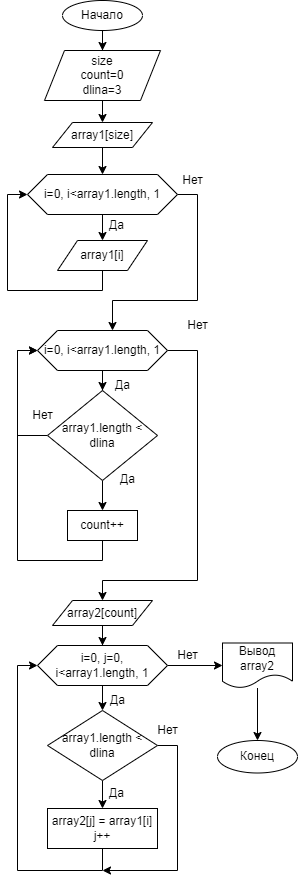 Начало
size
count=0
dlina=3
array1[size]
i=0, i<array1.length, 1
Нет
Да
array1[i]
Нет
i=0, i<array1.length, 1
Да
Нет
array1.length <
dlina
Да
count++
array2[count]
i=0, j=0,
i<array1.length, 1
Нет
Вывод
array2
Да
array1.length <
dlina
Нет
Конец
Да
array2[j] = array1[i]
j++